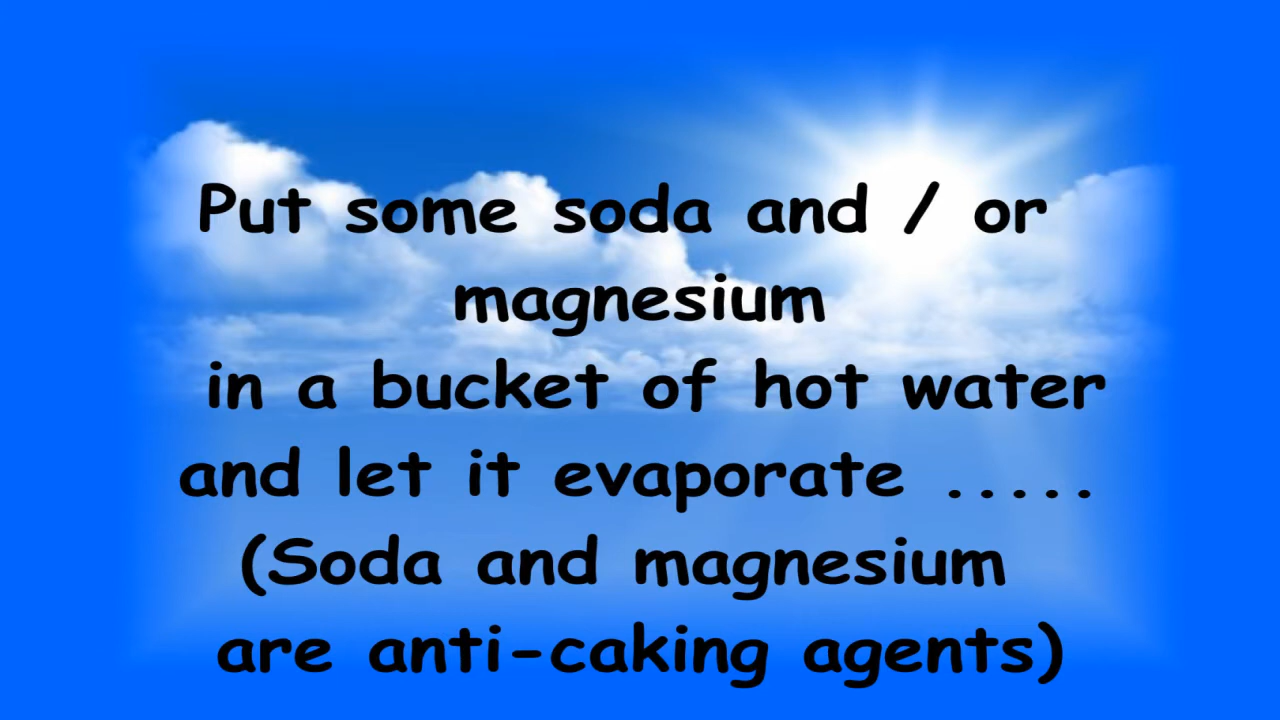 Put some soda and / or
magnesium
in a bucket of hot water
and let it evaporate .....
(Soda and magnesium
are anti-caking agents)